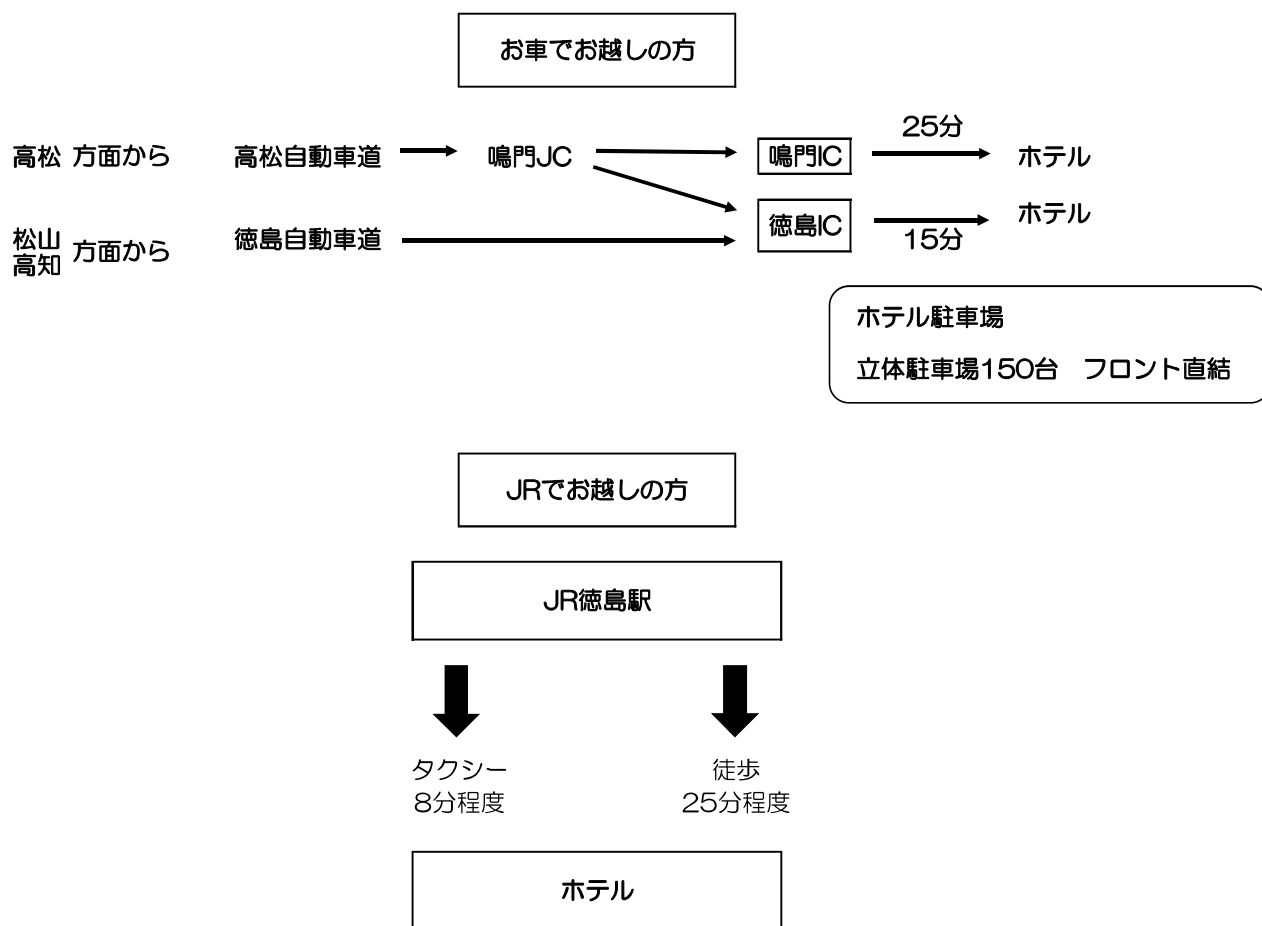 お車でお越しの方
25分
高松 方面から 高松自動車道 鳴門JC 鳴門IC ホテル
松山
高知 方面から 徳島自動車道 徳島IC ホテル
15分
ホテル駐車場
立体駐車場150台 フロント直結
JRでお越しの方
JR徳島駅
タクシー 徒歩
8分程度 25分程度
ホテル